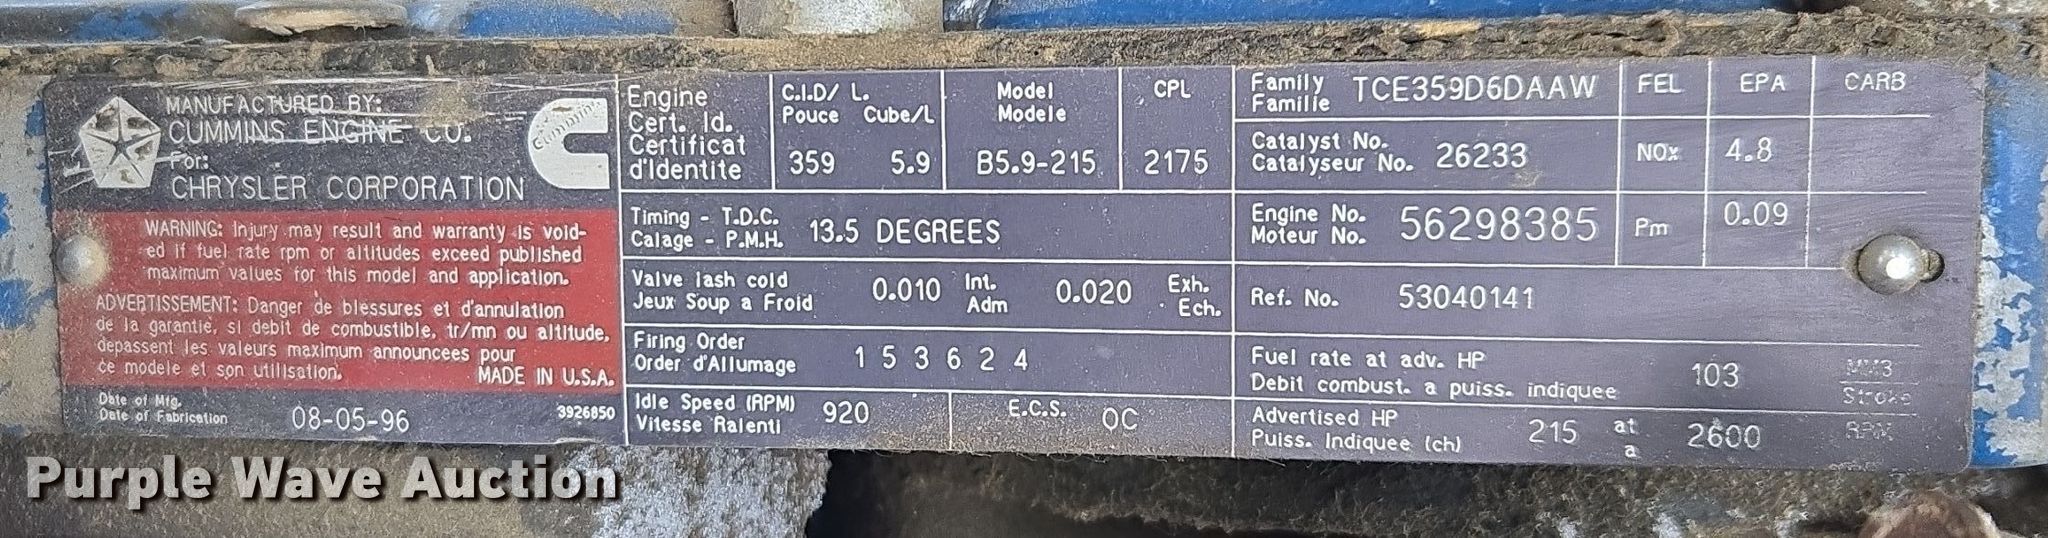 MANUFACTURED BY:
CUMMINS ENGINE CO.
For:
CHRYSLER CORPORATION
Cummins
WARNING: Injury may result and warranty is void-
ed if fuel rate rpm or altitudes exceed published
maximum values for this model and application.
ADVERTISSEMENT: Danger de blessures et d'annulation
de la garantie, si debit de combustible, tr/mn ou altitude,
depassent les valeurs maximum announcees pour
ce modele et son utilisation.
MADE IN U.S.A.
Date of Mfg.
Date of Fabrication
08-05-96
3926850
Engine
Cert. Id.
Certificat
d'Identite
C.I.D/ L.
Pouce Cube/L
359 5.9
Model
Modele
B5.9-215
CPL
2175
Timing - T.D.C.
Calage - P.M.H.
13.5 DEGREES
Valve lash cold
Jeux Soup a Froid
0.010 Int.
Adm
0.020 Exh.
Ech.
Firing Order
Order d'Allumage
1 5 3 6 2 4
Idle Speed (RPM)
Vitesse Ralenti
920
E.C.S. OC
Family
Famille
TCE359D6DAAW
FEL EPA CARB
Catalyst No.
Catalyseur No.
26233
NOx 4.8
Engine No.
Moteur No.
56298385
Pm 0.09
Ref. No. 53040141
Fuel rate at adv. HP
Debit combust. a puiss. indiquee
103
MM3
Stroke
Advertised HP
Puiss. Indiquee (ch)
215 at
a
2600 RPM
Purple Wave Auction